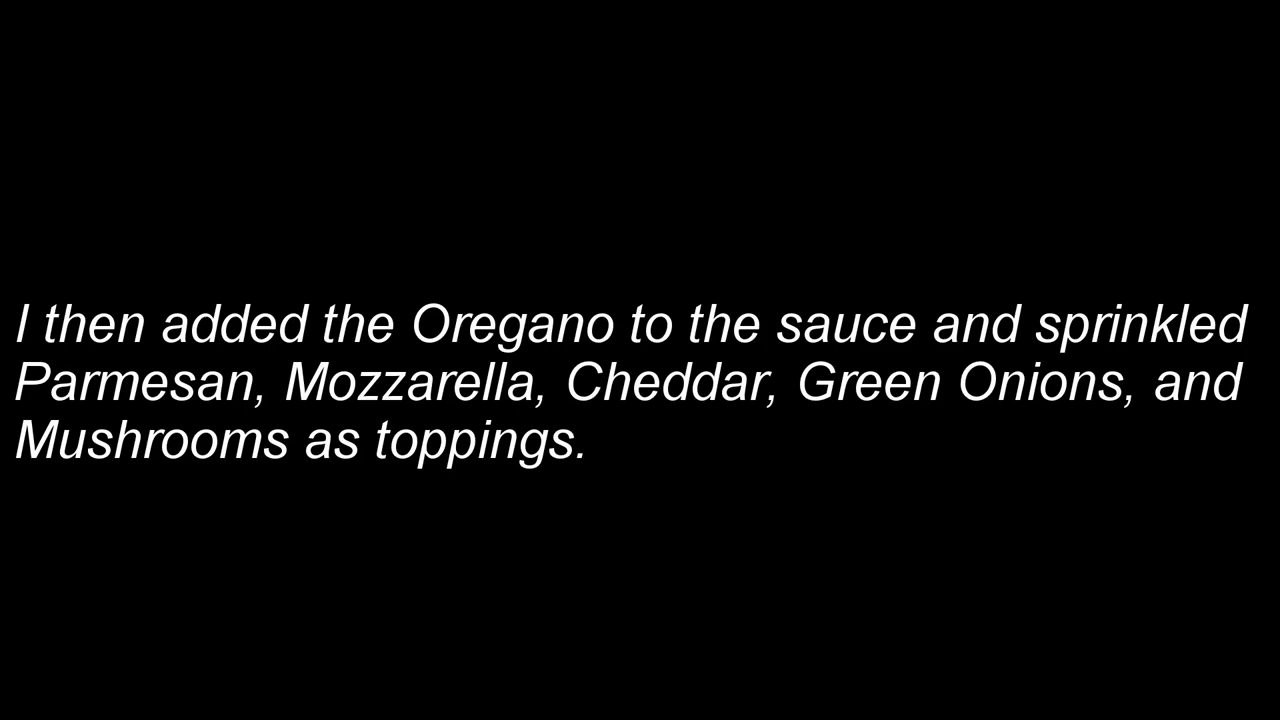 I then added the Oregano to the sauce and sprinkled
Parmesan, Mozzarella, Cheddar, Green Onions, and
Mushrooms as toppings.